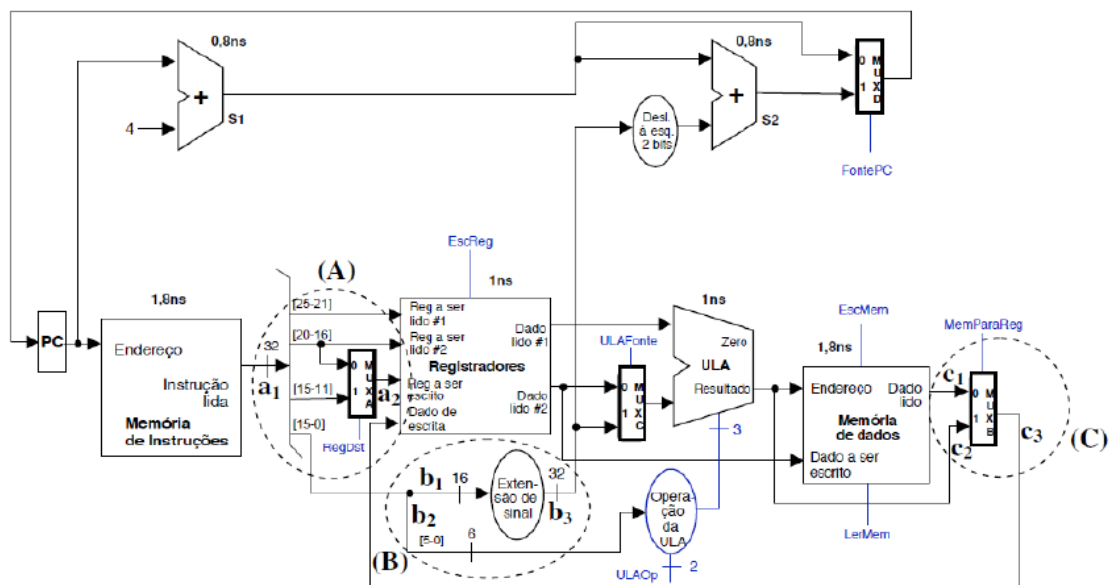 0,8ns
+
S1
4
0,8ns
+
S2
Desl.
à esq.
2 bits
0
1
M
U
X
D
FontePC
(A)
EscReg
1,8ns
PC
Endereço
Instrução
lida
Memória
de Instruções
32
a1
[25-21]
[20-16]
[15-11]
[15-0]
0
1
M
U
X
A
a2
RegDst
1ns
Reg a ser
lido #1
Reg a ser
lido #2
Registradores
Reg a ser
escrito
Dado de
escrita
Dado
lido #1
Dado
lido #2
ULAFonte
0
1
M
U
X
C
1ns
Zero
ULA
Resultado
3
EscMem
1,8ns
Endereço
Dado
lido
Memória
de dados
Dado a ser
escrito
LerMem
MemParaReg
c1
0
1
M
U
X
B
c2
c3
(C)
b1
16
Exten-
são de
sinal
32
b3
b2
[5-0]
6
(B)
Opera-
ção
da
ULA
ULAOp
2